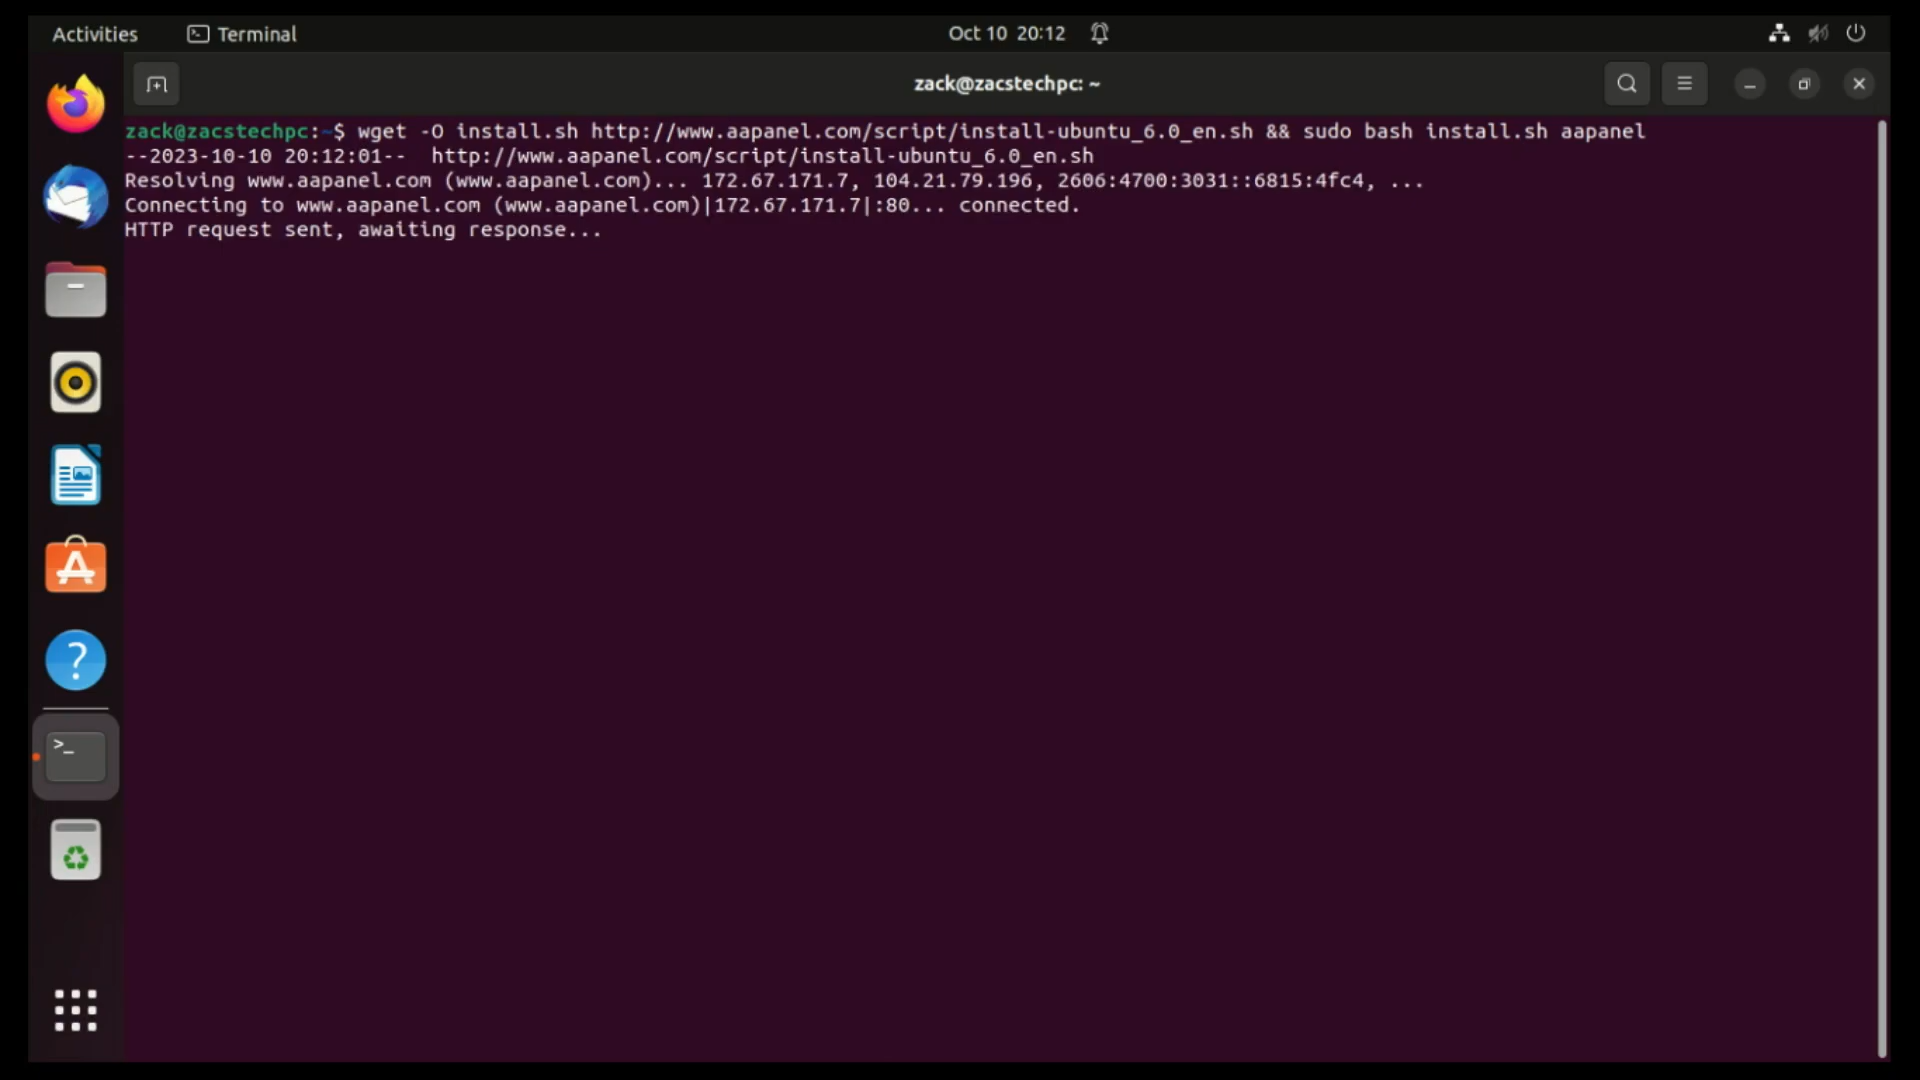 Activities Terminal Oct 10 20:12
zack@zacstechpc: ~
zack@zacstechpc:~$ wget -O install.sh http://www.aapanel.com/script/install-ubuntu_6.0_en.sh && sudo bash install.sh aapanel
--2023-10-10 20:12:01-- http://www.aapanel.com/script/install-ubuntu_6.0_en.sh
Resolving www.aapanel.com (www.aapanel.com)... 172.67.171.7, 104.21.79.196, 2606:4700:3031::6815:4fc4, ...
Connecting to www.aapanel.com (www.aapanel.com)|172.67.171.7|:80... connected.
HTTP request sent, awaiting response...